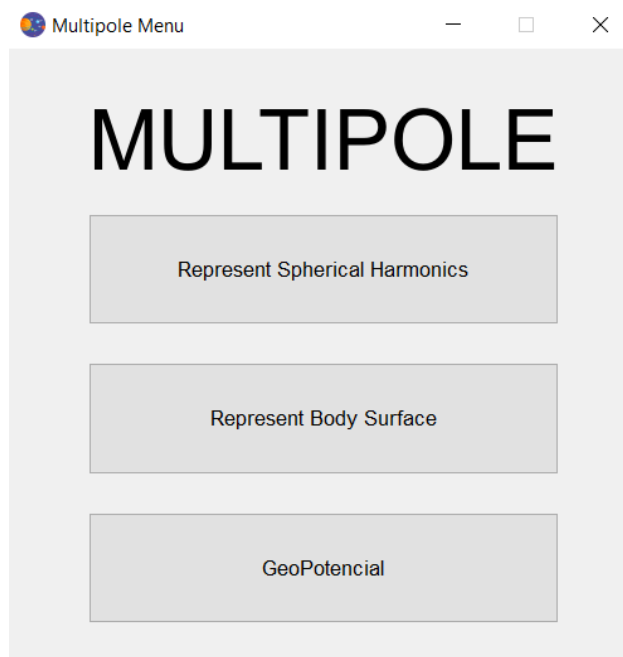 Multipole Menu
MULTIPOLE
Represent Spherical Harmonics
Represent Body Surface
GeoPotencial